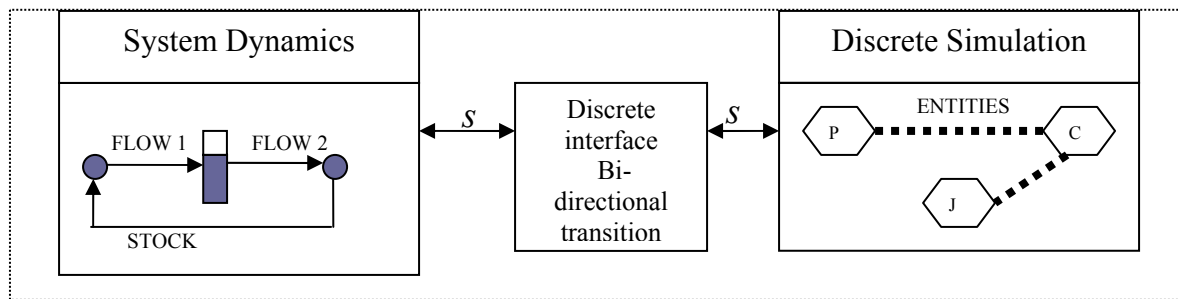 System Dynamics
FLOW 1
FLOW 2
STOCK
s
Discrete
interface
Bi-
directional
transition
s
Discrete Simulation
ENTITIES
P
C
J